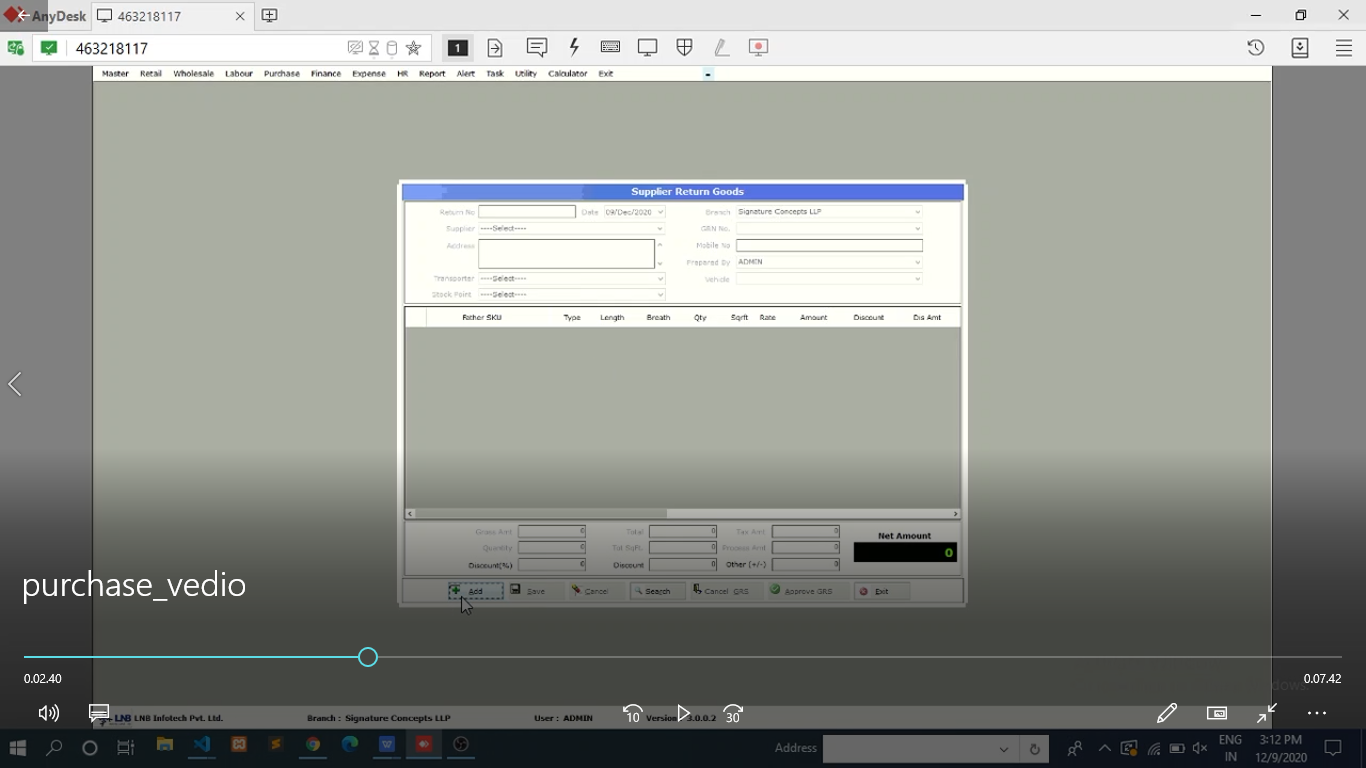 AnyDesk 463218117
463218117 1
Master Retail Wholesale Labour Purchase Finance Expense HR Report Alert Task Utility Calculator Exit
Supplier Return Goods
Return No Date 09/Dec/2020 Branch Signature Concepts LLP
Supplier ----Select---- GRN No.
Address Mobile No
Prepared By ADMIN
Transporter ----Select---- Vehicle
Stock Point ----Select----
Father SKU Type Length Breath Qty Sqrft Rate Amount Discount Dis Amt
Gross Amt 0 Total 0 Tax Amt 0 Net Amount
Quantity 0 Tot SqFt. 0 Process Amt 0 0
Discount(%) 0 Discount 0 Other (+/-) 0
Add Save Cancel Search Cancel GRS Approve GRS Exit
purchase_vedio
0.02.40 0.07.42
LNB LNB Infotech Pvt. Ltd. Branch : Signature Concepts LLP User : ADMIN Version 3.0.0.2
10 30
Address ENG IN 3:12 PM 12/9/2020